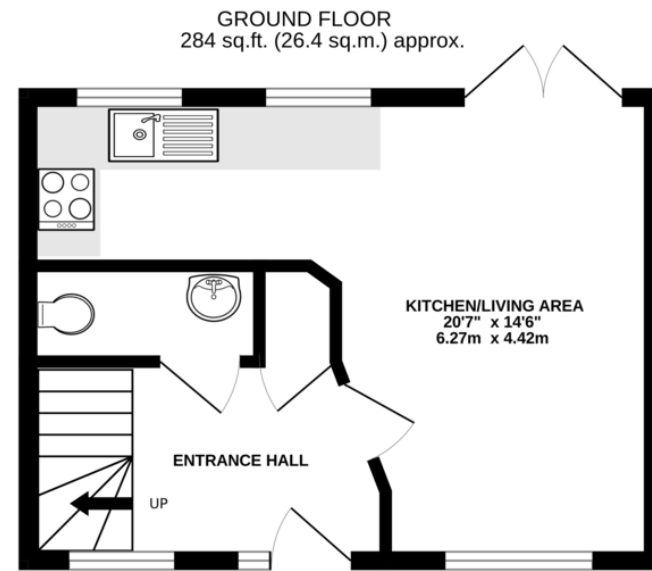 GROUND FLOOR
284 sq.ft. (26.4 sq.m.) approx.
KITCHEN/LIVING AREA
20'7" x 14'6"
6.27m x 4.42m
ENTRANCE HALL
UP